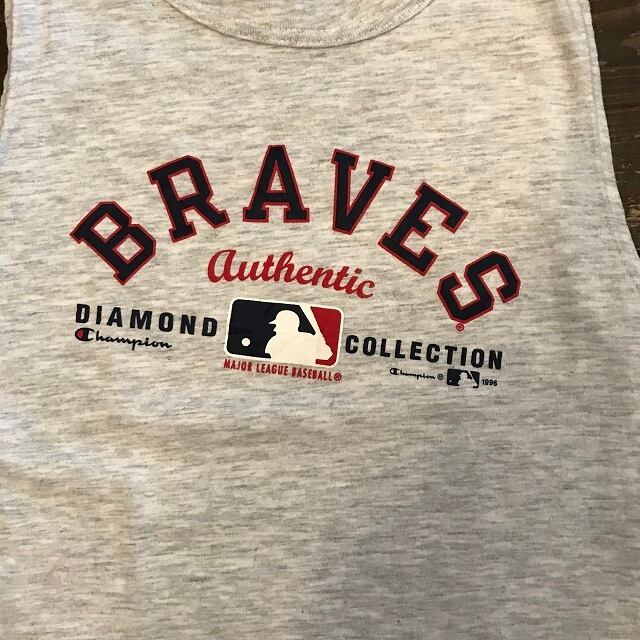 BRAVES®
Authentic
DIAMOND COLLECTION
Champion
MAJOR LEAGUE BASEBALL®
Champion® 1996